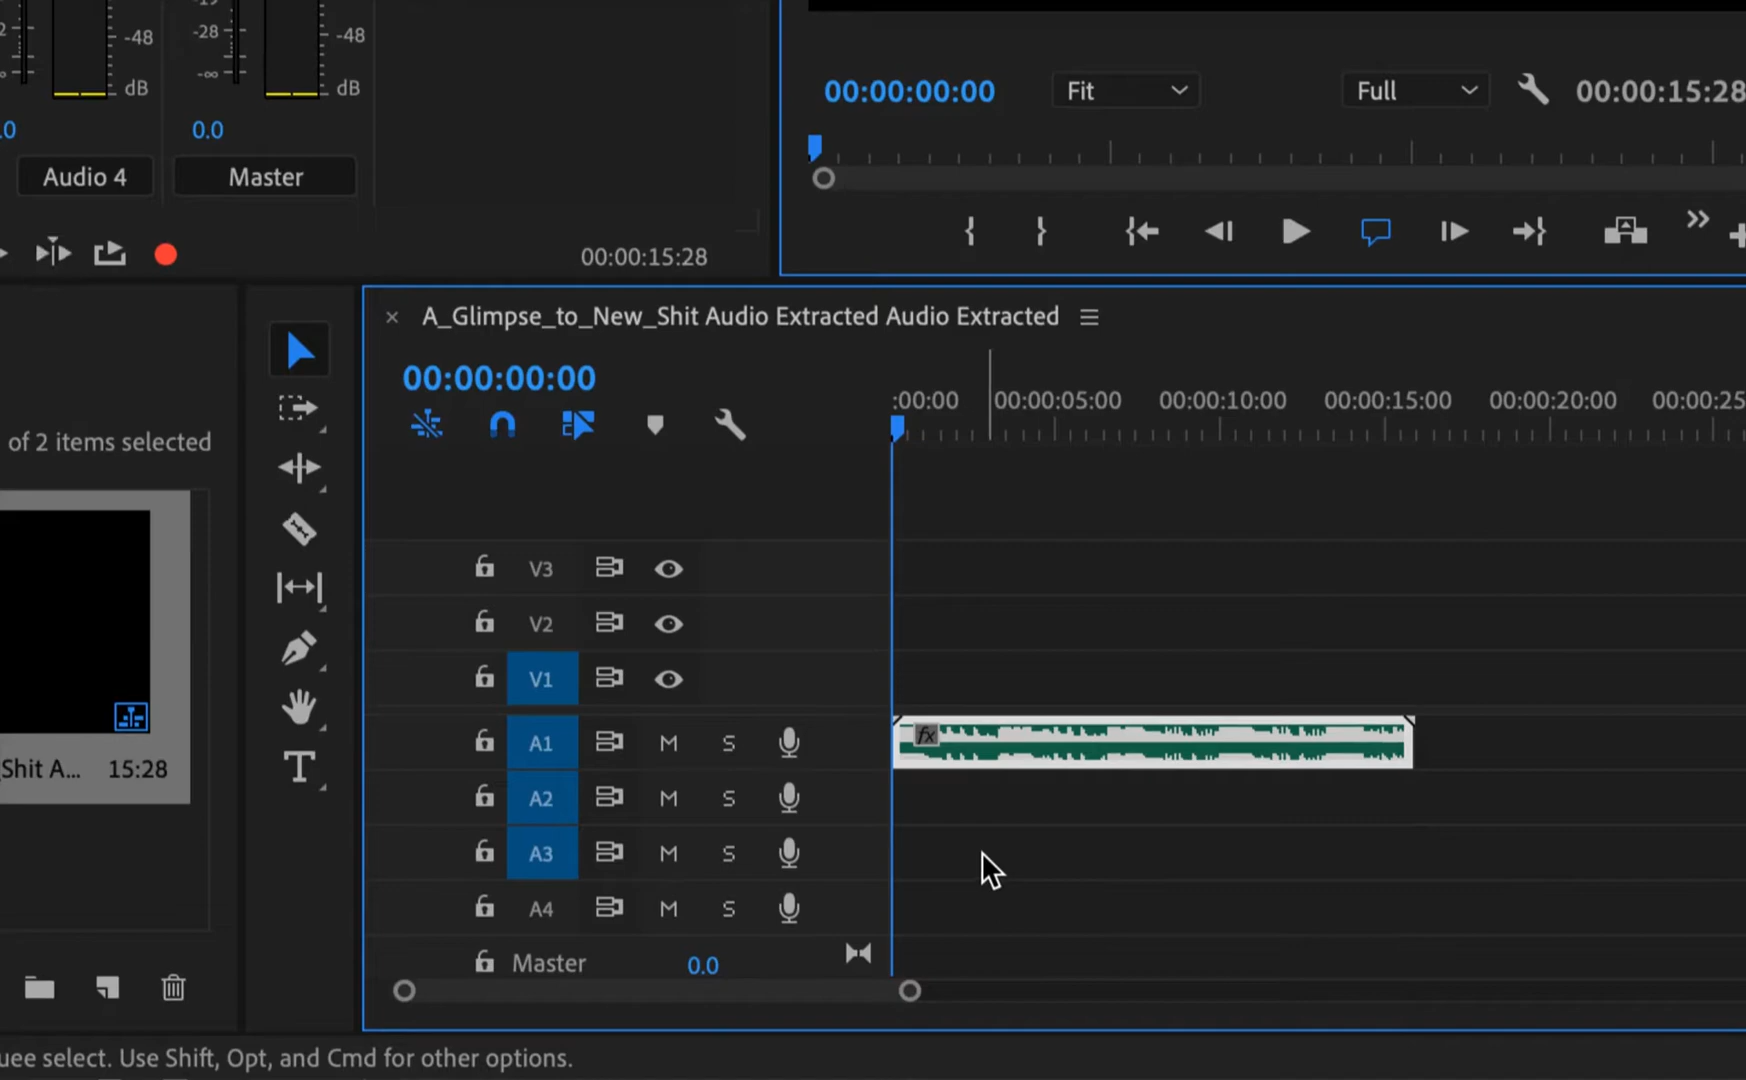 -48
-28
-48
-∞
dB
dB
.0
0.0
Audio 4
Master
00:00:15:28
00:00:00:00
Fit
Full
00:00:15:28
× A_Glimpse_to_New_Shit Audio Extracted Audio Extracted
00:00:00:00
:00:00
00:00:05:00
00:00:10:00
00:00:15:00
00:00:20:00
00:00:25
of 2 items selected
V3
V2
V1
fx
A1 M S
A2 M S
A3 M S
A4 M S
Master 0.0
Shit A... 15:28
T
uee select. Use Shift, Opt, and Cmd for other options.